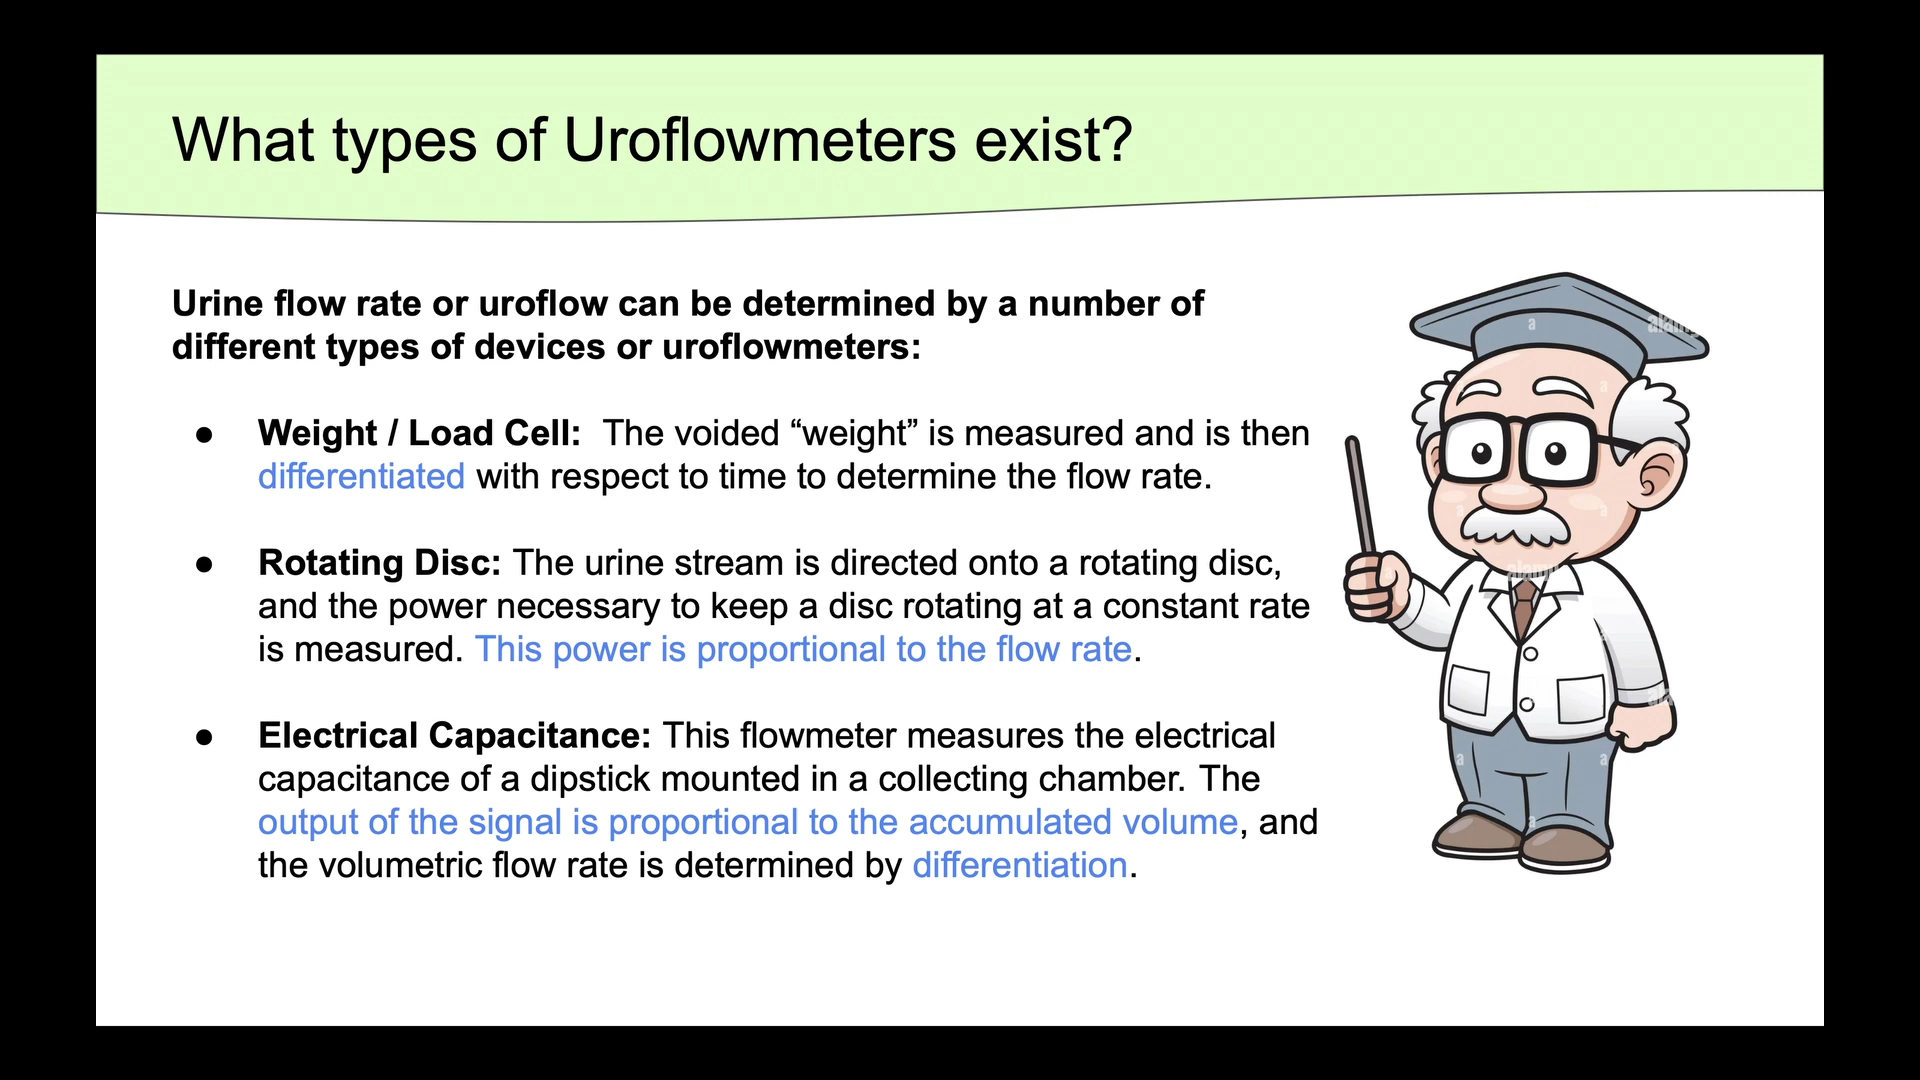 What types of Uroflowmeters exist?
Urine flow rate or uroflow can be determined by a number of
different types of devices or uroflowmeters:
● Weight / Load Cell:  The voided “weight” is measured and is then
differentiated with respect to time to determine the flow rate.
● Rotating Disc: The urine stream is directed onto a rotating disc,
and the power necessary to keep a disc rotating at a constant rate
is measured. This power is proportional to the flow rate.
● Electrical Capacitance: This flowmeter measures the electrical
capacitance of a dipstick mounted in a collecting chamber. The
output of the signal is proportional to the accumulated volume, and
the volumetric flow rate is determined by differentiation.
alamy
a
a
a
a
a
alamy
a
alamy
a
a
a